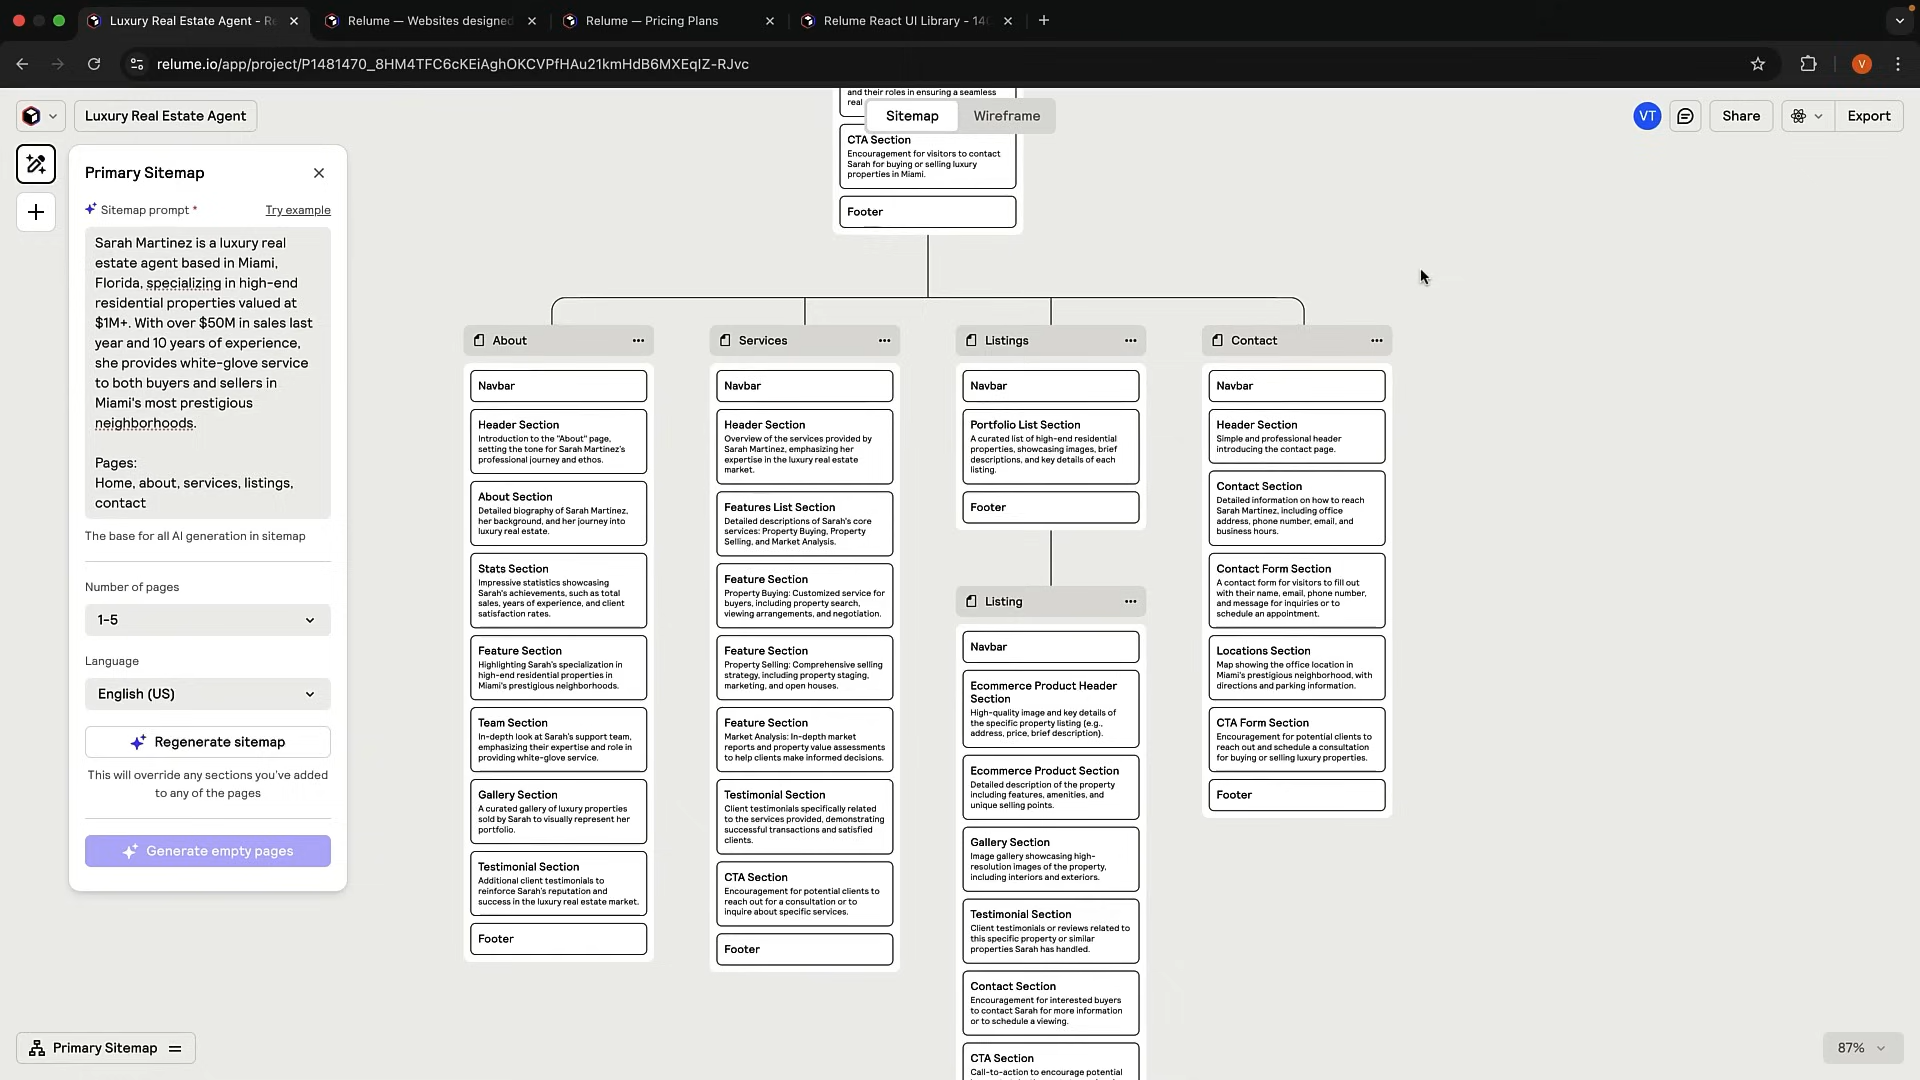 Luxury Real Estate Agent - Re
Relume — Websites designed
Relume — Pricing Plans
Relume React UI Library - 140
relume.io/app/project/P1481470_8HM4TFC6cKEiAghOKCVPfHAu21kmHdB6MXEqIZ-RJvc
V
Luxury Real Estate Agent
Sitemap
Wireframe
VT
Share
Export
Primary Sitemap
Sitemap prompt *
Try example
Sarah Martinez is a luxury real
estate agent based in Miami,
Florida, specializing in high-end
residential properties valued at
$1M+. With over $50M in sales last
year and 10 years of experience,
she provides white-glove service
to both buyers and sellers in
Miami's most prestigious
neighborhoods.
Pages:
Home, about, services, listings,
contact
The base for all AI generation in sitemap
Number of pages
1-5
Language
English (US)
Regenerate sitemap
This will override any sections you've added
to any of the pages
Generate empty pages
and their roles in ensuring a seamless
real
CTA Section
Encouragement for visitors to contact
Sarah for buying or selling luxury
properties in Miami.
Footer
About
Navbar
Header Section
Introduction to the "About" page,
setting the tone for Sarah Martinez's
professional journey and ethos.
About Section
Detailed biography of Sarah Martinez,
her background, and her journey into
luxury real estate.
Stats Section
Impressive statistics showcasing
Sarah's achievements, such as total
sales, years of experience, and client
satisfaction rates.
Feature Section
Highlighting Sarah's specialization in
high-end residential properties in
Miami's prestigious neighborhoods.
Team Section
In-depth look at Sarah's support team,
emphasizing their expertise and role in
providing white-glove service.
Gallery Section
A curated gallery of luxury properties
sold by Sarah to visually represent her
portfolio.
Testimonial Section
Additional client testimonials to
reinforce Sarah's reputation and
success in the luxury real estate market.
Footer
Services
Navbar
Header Section
Overview of the services provided by
Sarah Martinez, emphasizing her
expertise in the luxury real estate
market.
Features List Section
Detailed descriptions of Sarah's core
services: Property Buying, Property
Selling, and Market Analysis.
Feature Section
Property Buying: Customized service for
buyers, including property search,
viewing arrangements, and negotiation.
Feature Section
Property Selling: Comprehensive selling
strategy, including property staging,
marketing, and open houses.
Feature Section
Market Analysis: In-depth market
reports and property value assessments
to help clients make informed decisions.
Testimonial Section
Client testimonials specifically related
to the services provided, demonstrating
successful transactions and satisfied
clients.
CTA Section
Encouragement for potential clients to
reach out for a consultation or to
inquire about specific services.
Footer
Listings
Navbar
Portfolio List Section
A curated list of high-end residential
properties, showcasing images, brief
descriptions, and key details of each
listing.
Footer
Listing
Navbar
Ecommerce Product Header
Section
High-quality image and key details of
the specific property listing (e.g.,
address, price, brief description).
Ecommerce Product Section
Detailed description of the property
including features, amenities, and
unique selling points.
Gallery Section
Image gallery showcasing high-
resolution images of the property,
including interiors and exteriors.
Testimonial Section
Client testimonials or reviews related to
this specific property or similar
properties Sarah has handled.
Contact Section
Encouragement for interested buyers
to contact Sarah for more information
or to schedule a viewing.
CTA Section
Call-to-action to encourage potential
Contact
Navbar
Header Section
Simple and professional header
introducing the contact page.
Contact Section
Detailed information on how to reach
Sarah Martinez, including office
address, phone number, email, and
business hours.
Contact Form Section
A contact form for visitors to fill out
with their name, email, phone number,
and message for inquiries or to
schedule an appointment.
Locations Section
Map showing the office location in
Miami's prestigious neighborhood, with
directions and parking information.
CTA Form Section
Encouragement for potential clients to
reach out and schedule a consultation
for buying or selling luxury properties.
Footer
Primary Sitemap
87%